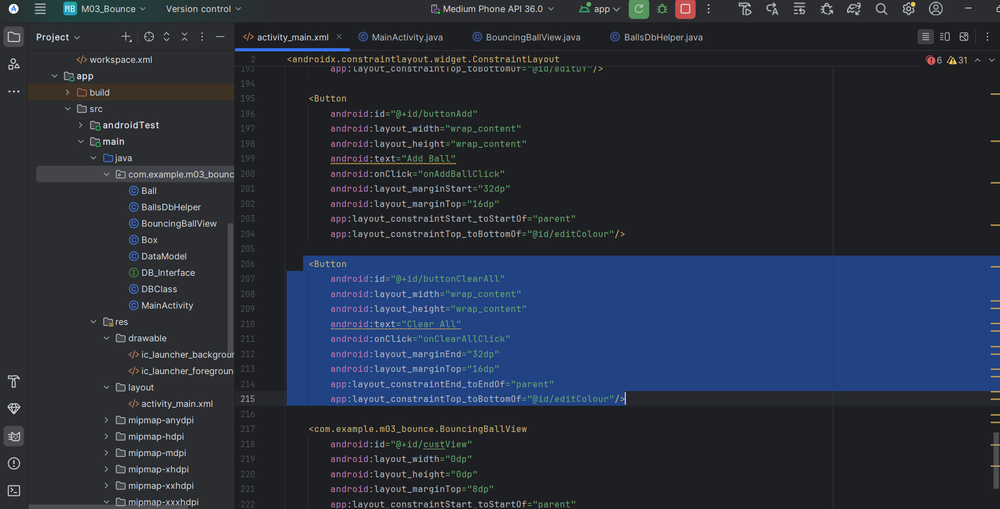 MB M03_Bounce Version control Medium Phone API 36.0 app
Project
activity_main.xml MainActivity.java BouncingBallView.java BallsDbHelper.java
workspace.xml
app
build
src
androidTest
main
java
com.example.m03_bounc
Ball
BallsDbHelper
BouncingBallView
Box
DataModel
DB_Interface
DBClass
MainActivity
res
drawable
ic_launcher_backgrour
ic_launcher_foregroun
layout
activity_main.xml
mipmap-anydpi
mipmap-hdpi
mipmap-mdpi
mipmap-xhdpi
mipmap-xxhdpi
mipmap-xxxhdpi
2 <androidx.constraintlayout.widget.ConstraintLayout 6 31
193 app:layout_constraintTop_toBottomOf="@id/editDY"/>
194
195 <Button
196 android:id="@+id/buttonAdd"
197 android:layout_width="wrap_content"
198 android:layout_height="wrap_content"
199 android:text="Add Ball"
200 android:onClick="onAddBallClick"
201 android:layout_marginStart="32dp"
202 android:layout_marginTop="16dp"
203 app:layout_constraintStart_toStartOf="parent"
204 app:layout_constraintTop_toBottomOf="@id/editColour"/>
205
206 <Button
207 android:id="@+id/buttonClearAll"
208 android:layout_width="wrap_content"
209 android:layout_height="wrap_content"
210 android:text="Clear All"
211 android:onClick="onClearAllClick"
212 android:layout_marginEnd="32dp"
213 android:layout_marginTop="16dp"
214 app:layout_constraintEnd_toEndOf="parent"
215 app:layout_constraintTop_toBottomOf="@id/editColour"/>
216
217 <com.example.m03_bounce.BouncingBallView
218 android:id="@+id/custView"
219 android:layout_width="0dp"
220 android:layout_height="0dp"
221 android:layout_marginTop="8dp"
222 app:layout_constraintStart_toStartOf="parent"